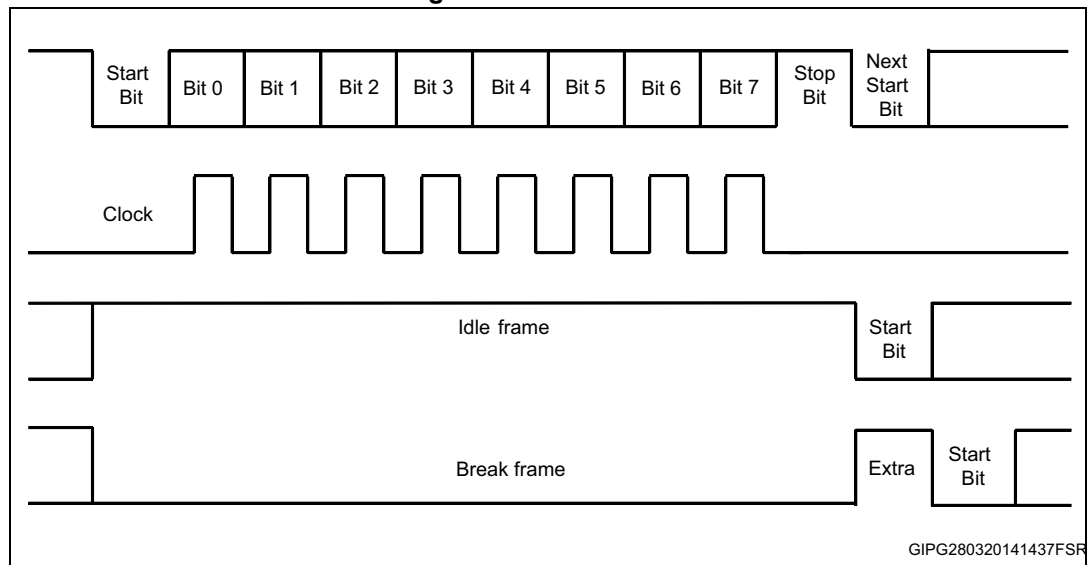 Start Bit
Bit 0
Bit 1
Bit 2
Bit 3
Bit 4
Bit 5
Bit 6
Bit 7
Stop Bit
Next Start Bit
Clock
Idle frame
Start Bit
Break frame
Extra
Start Bit
GIPG280320141437FSR